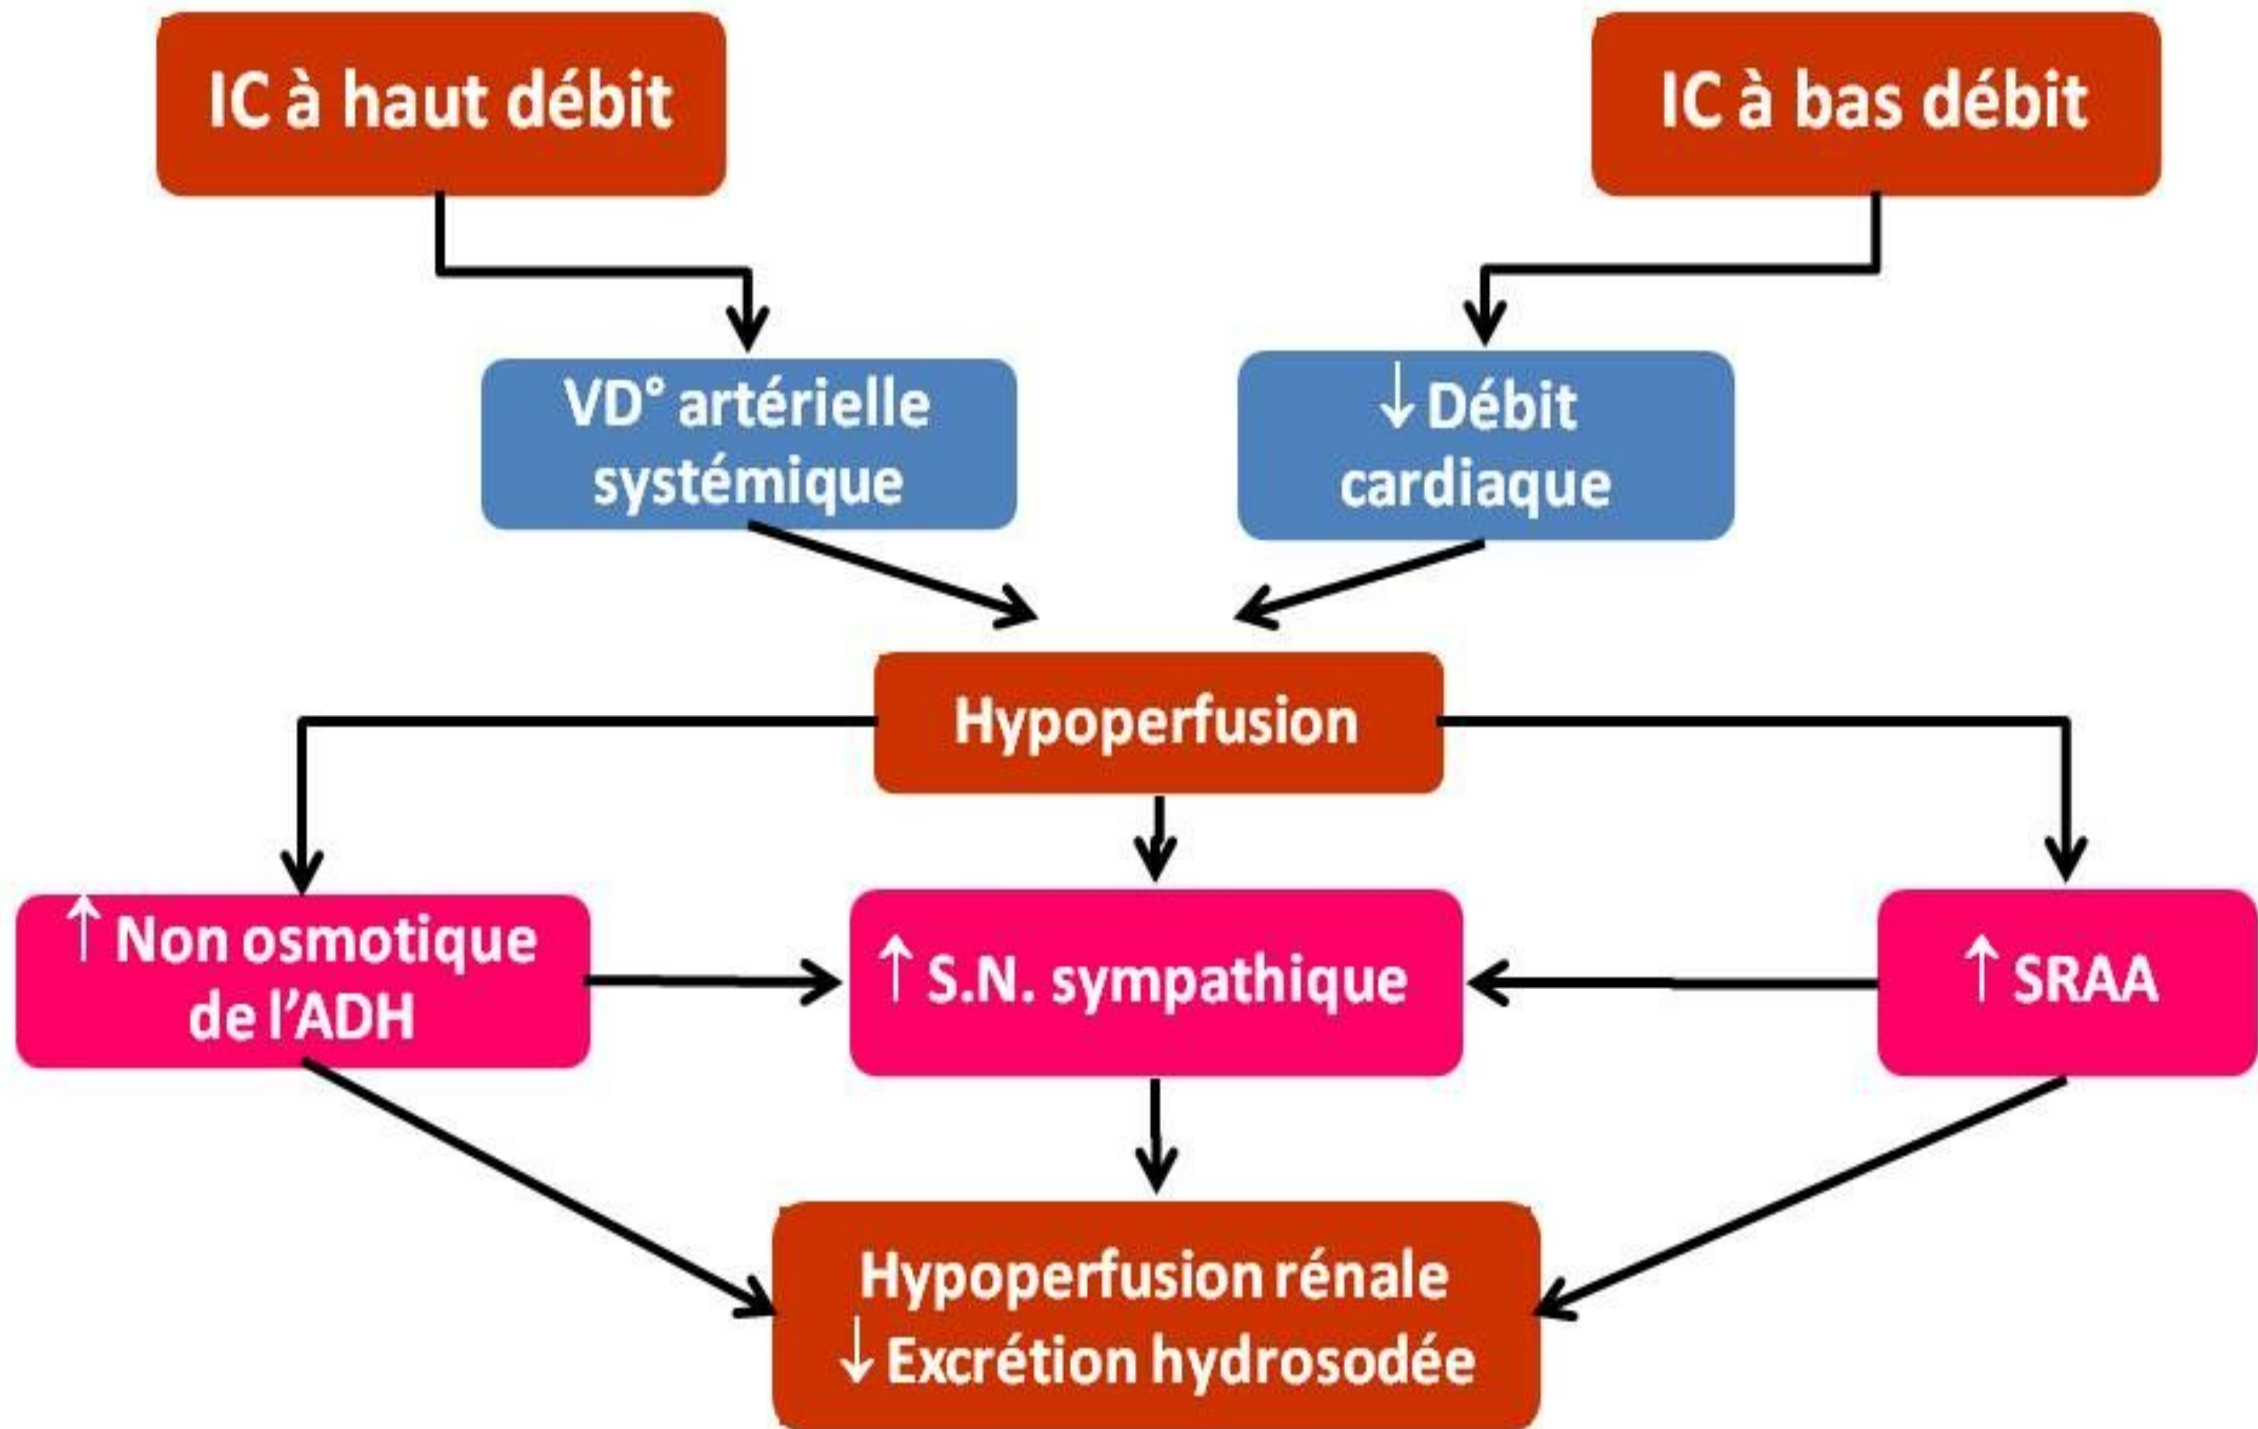 IC à haut débit
IC à bas débit
VD° artérielle
systémique
↓ Débit
cardiaque
Hypoperfusion
↑ Non osmotique
de l'ADH
↑ S.N. sympathique
↑ SRAA
Hypoperfusion rénale
↓ Excrétion hydrosodée